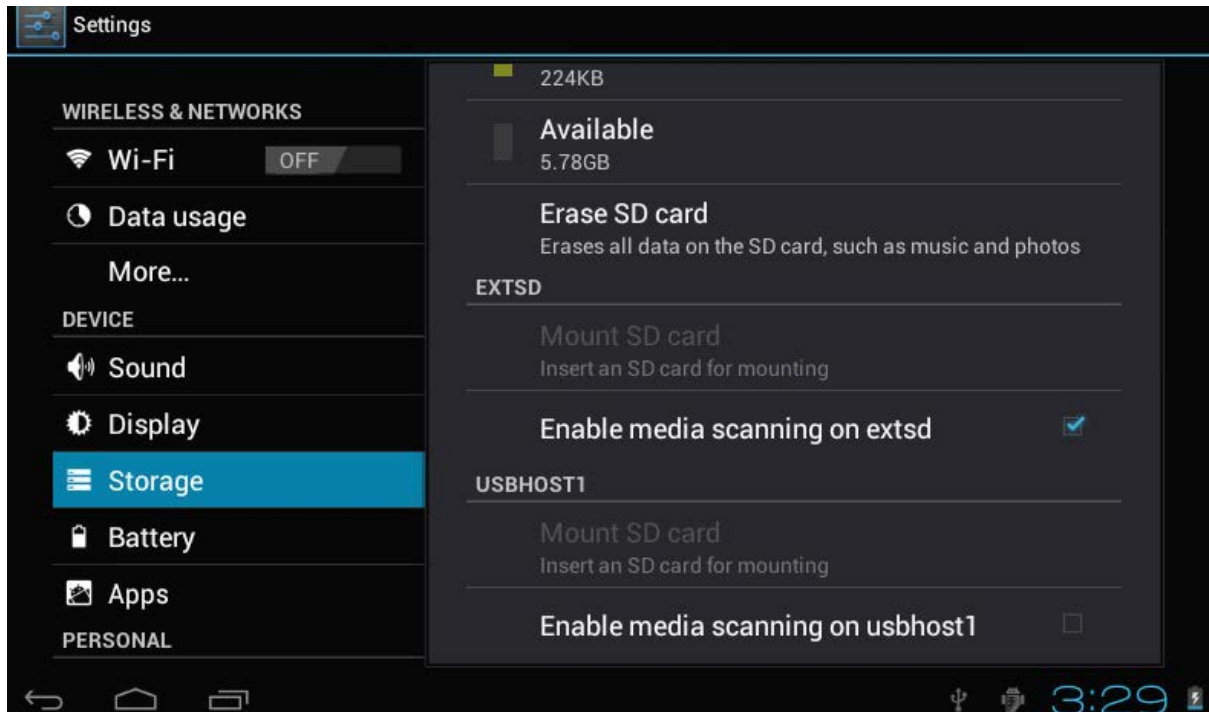 Settings
WIRELESS & NETWORKS
Wi-Fi OFF
Data usage
More...
DEVICE
Sound
Display
Storage
Battery
Apps
PERSONAL
224KB
Available
5.78GB
Erase SD card
Erases all data on the SD card, such as music and photos
EXTSD
Mount SD card
Insert an SD card for mounting
Enable media scanning on extsd
USBHOST1
Mount SD card
Insert an SD card for mounting
Enable media scanning on usbhost1
3:29